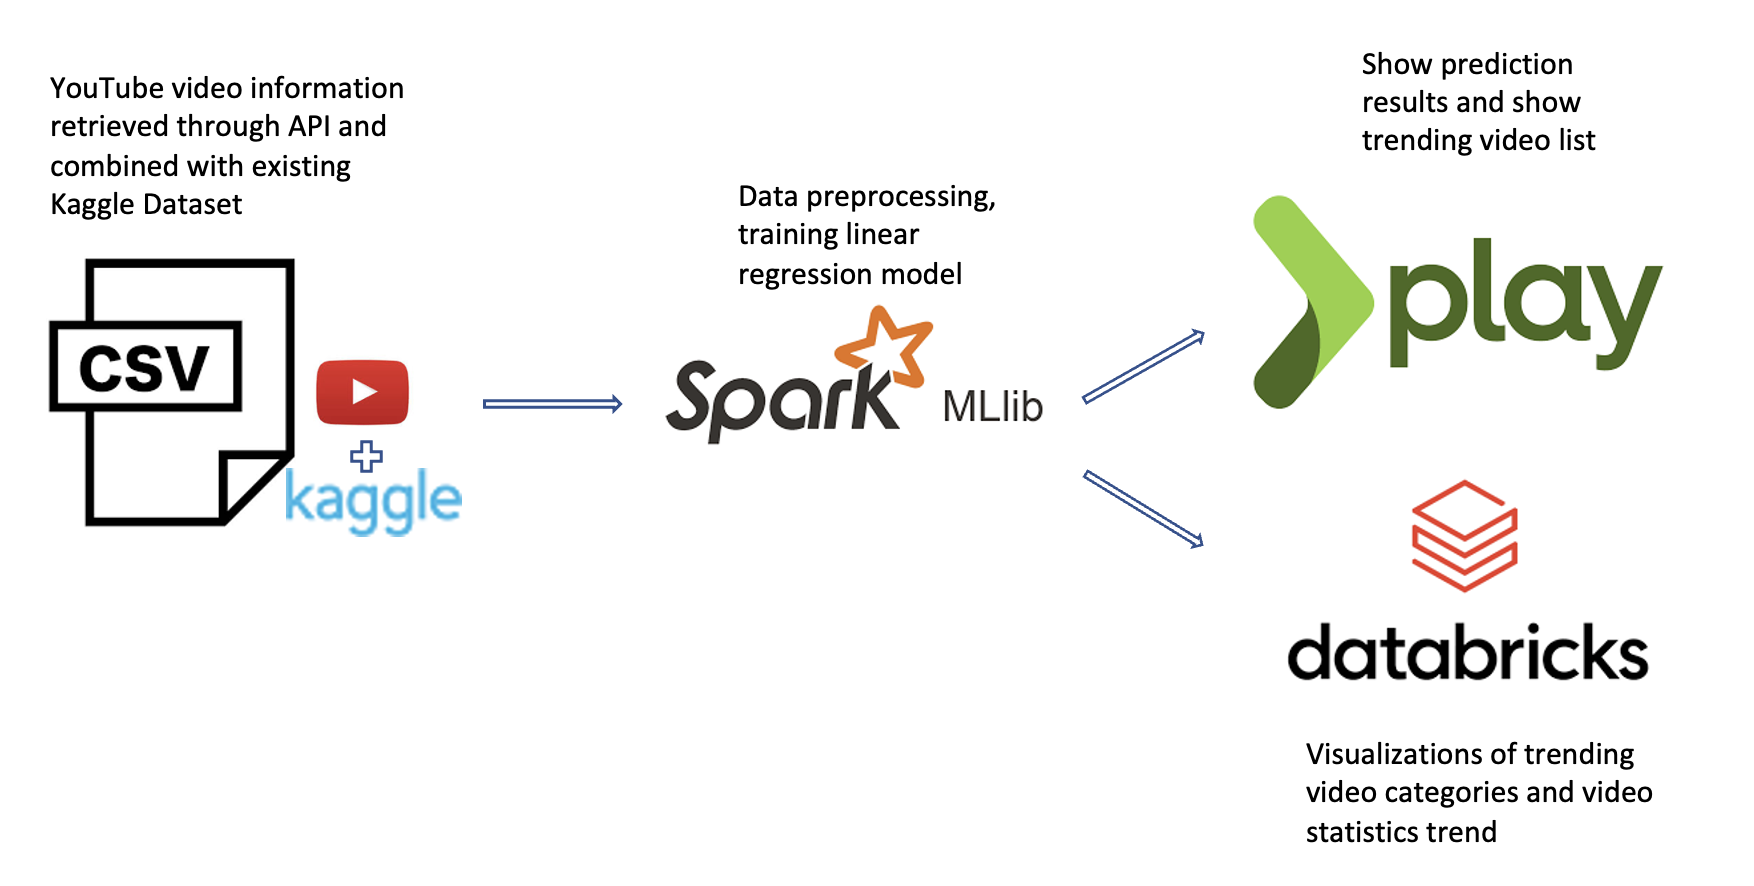 YouTube video information
retrieved through API and
combined with existing
Kaggle Dataset
CSV
kaggle
Data preprocessing,
training linear
regression model
Spark MLlib
Show prediction
results and show
trending video list
play
databricks
Visualizations of trending
video categories and video
statistics trend